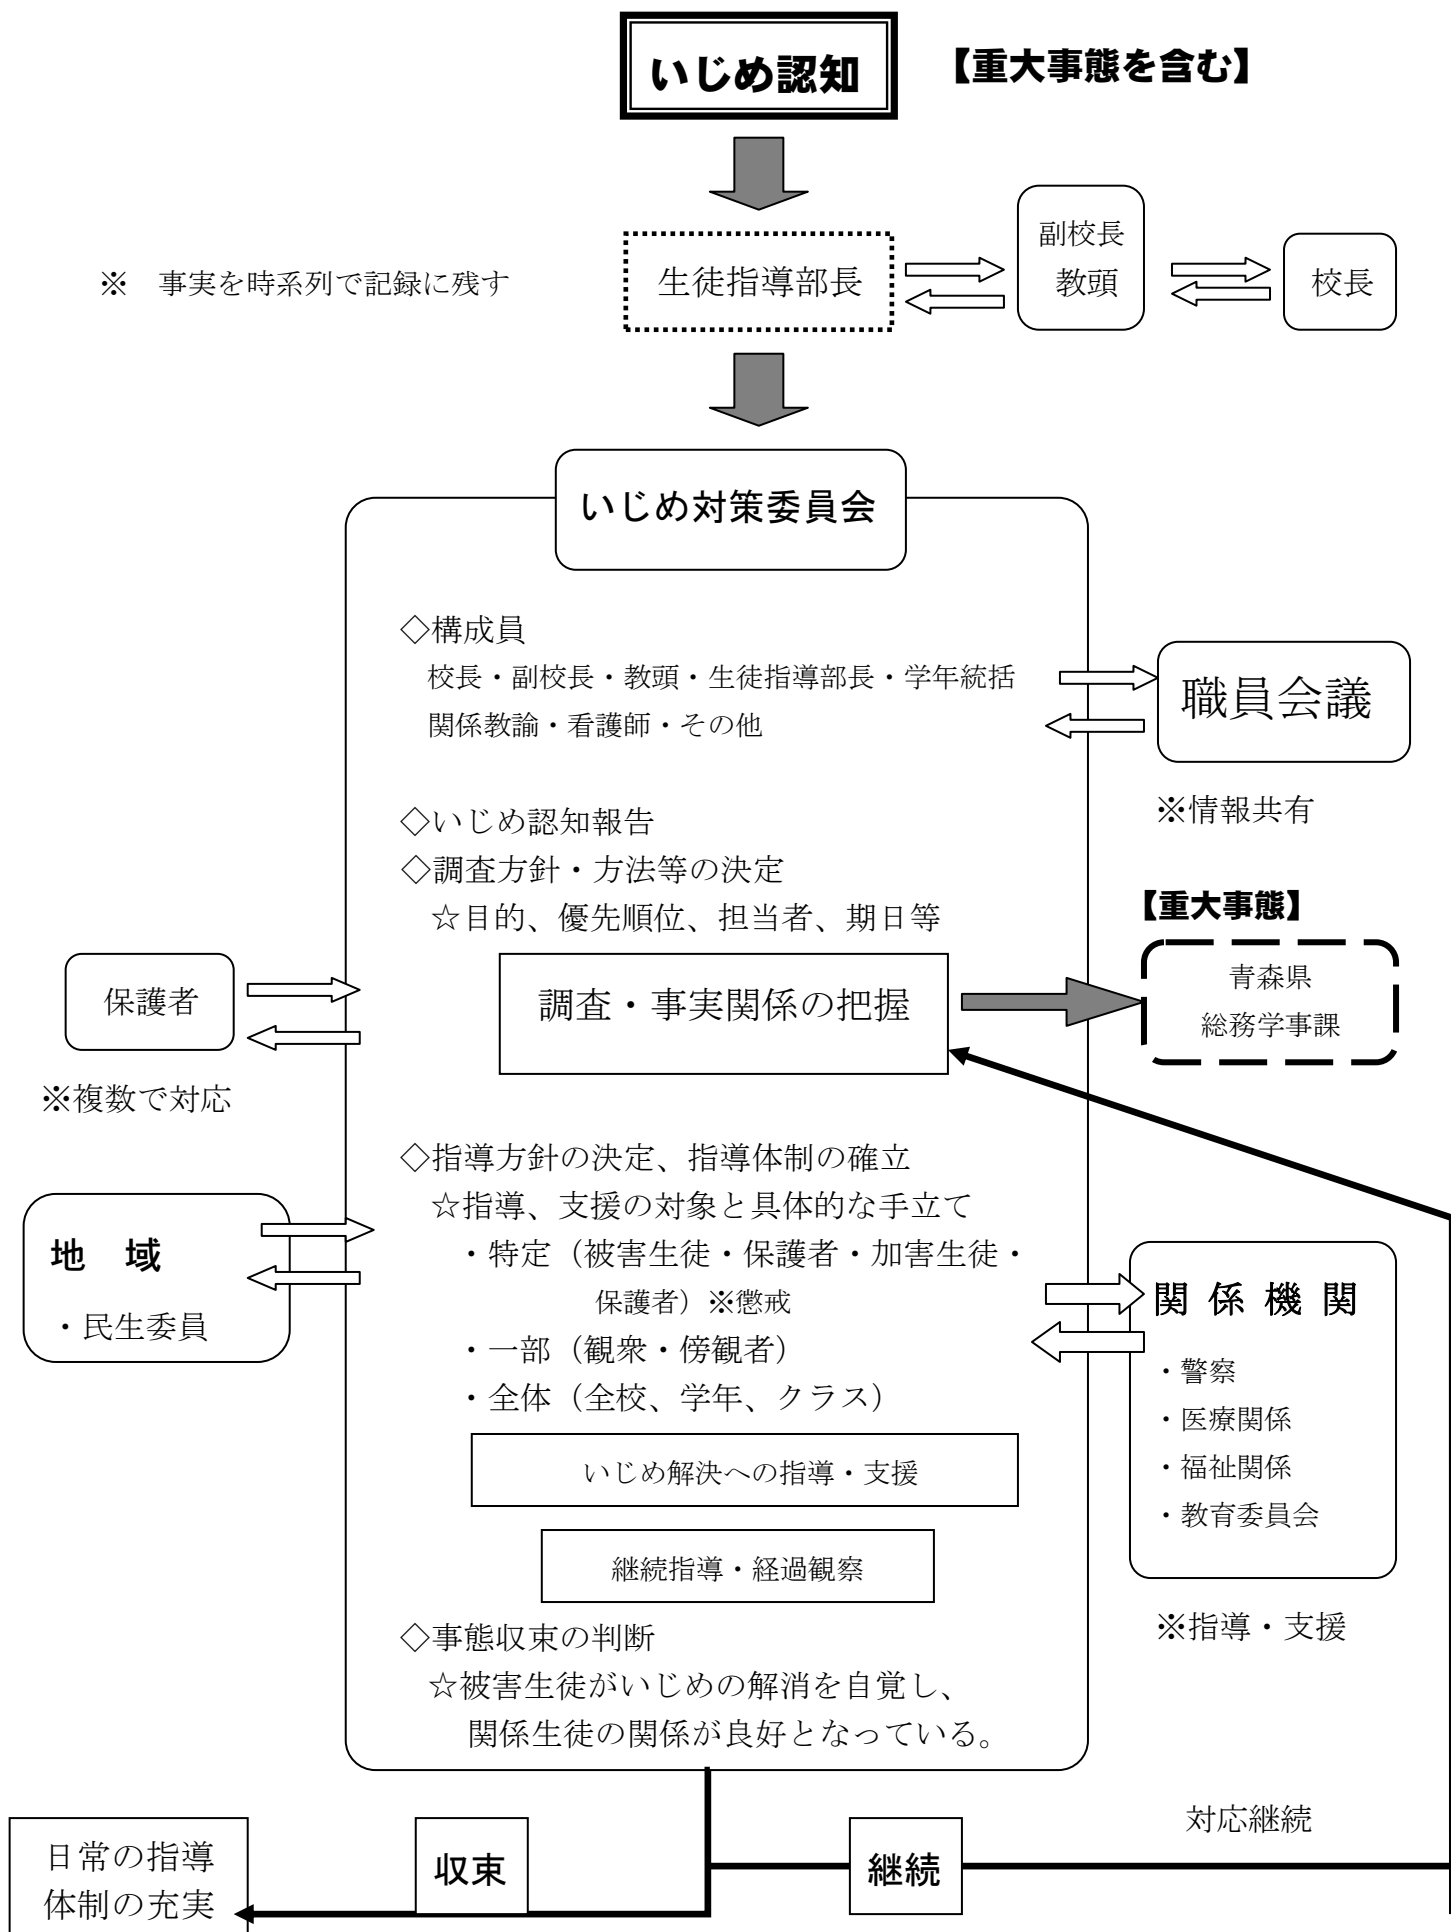 いじめ認知
【重大事態を含む】
副校長
教頭
※　事実を時系列で記録に残す
生徒指導部長
校長
いじめ対策委員会
◇構成員
校長・副校長・教頭・生徒指導部長・学年統括
関係教諭・看護師・その他
職員会議
※情報共有
◇いじめ認知報告
◇調査方針・方法等の決定
☆目的、優先順位、担当者、期日等
【重大事態】
青森県
総務学事課
保護者
調査・事実関係の把握
※複数で対応
◇指導方針の決定、指導体制の確立
☆指導、支援の対象と具体的な手立て
・特定（被害生徒・保護者・加害生徒・
保護者）※懲戒
・一部（観衆・傍観者）
・全体（全校、学年、クラス）
地　域
・民生委員
関 係 機 関
・警察
・医療関係
・福祉関係
・教育委員会
※指導・支援
いじめ解決への指導・支援
継続指導・経過観察
◇事態収束の判断
☆被害生徒がいじめの解消を自覚し、
関係生徒の関係が良好となっている。
対応継続
日常の指導
体制の充実
収束
継続